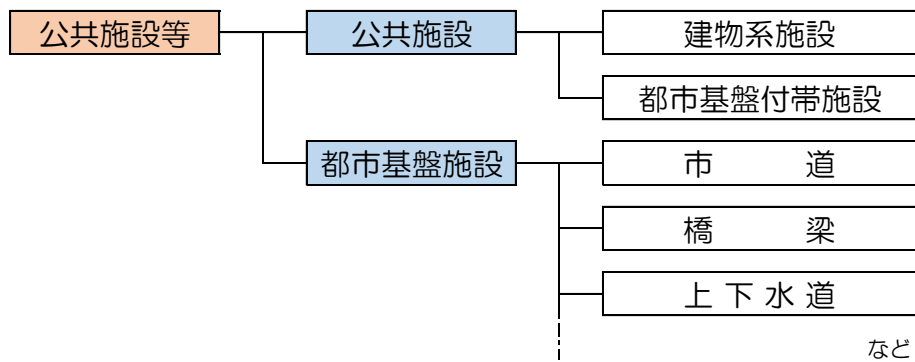 公共施設等
公共施設
建物系施設
都市基盤付帯施設
都市基盤施設
市　　道
橋　　梁
上 下 水 道
など